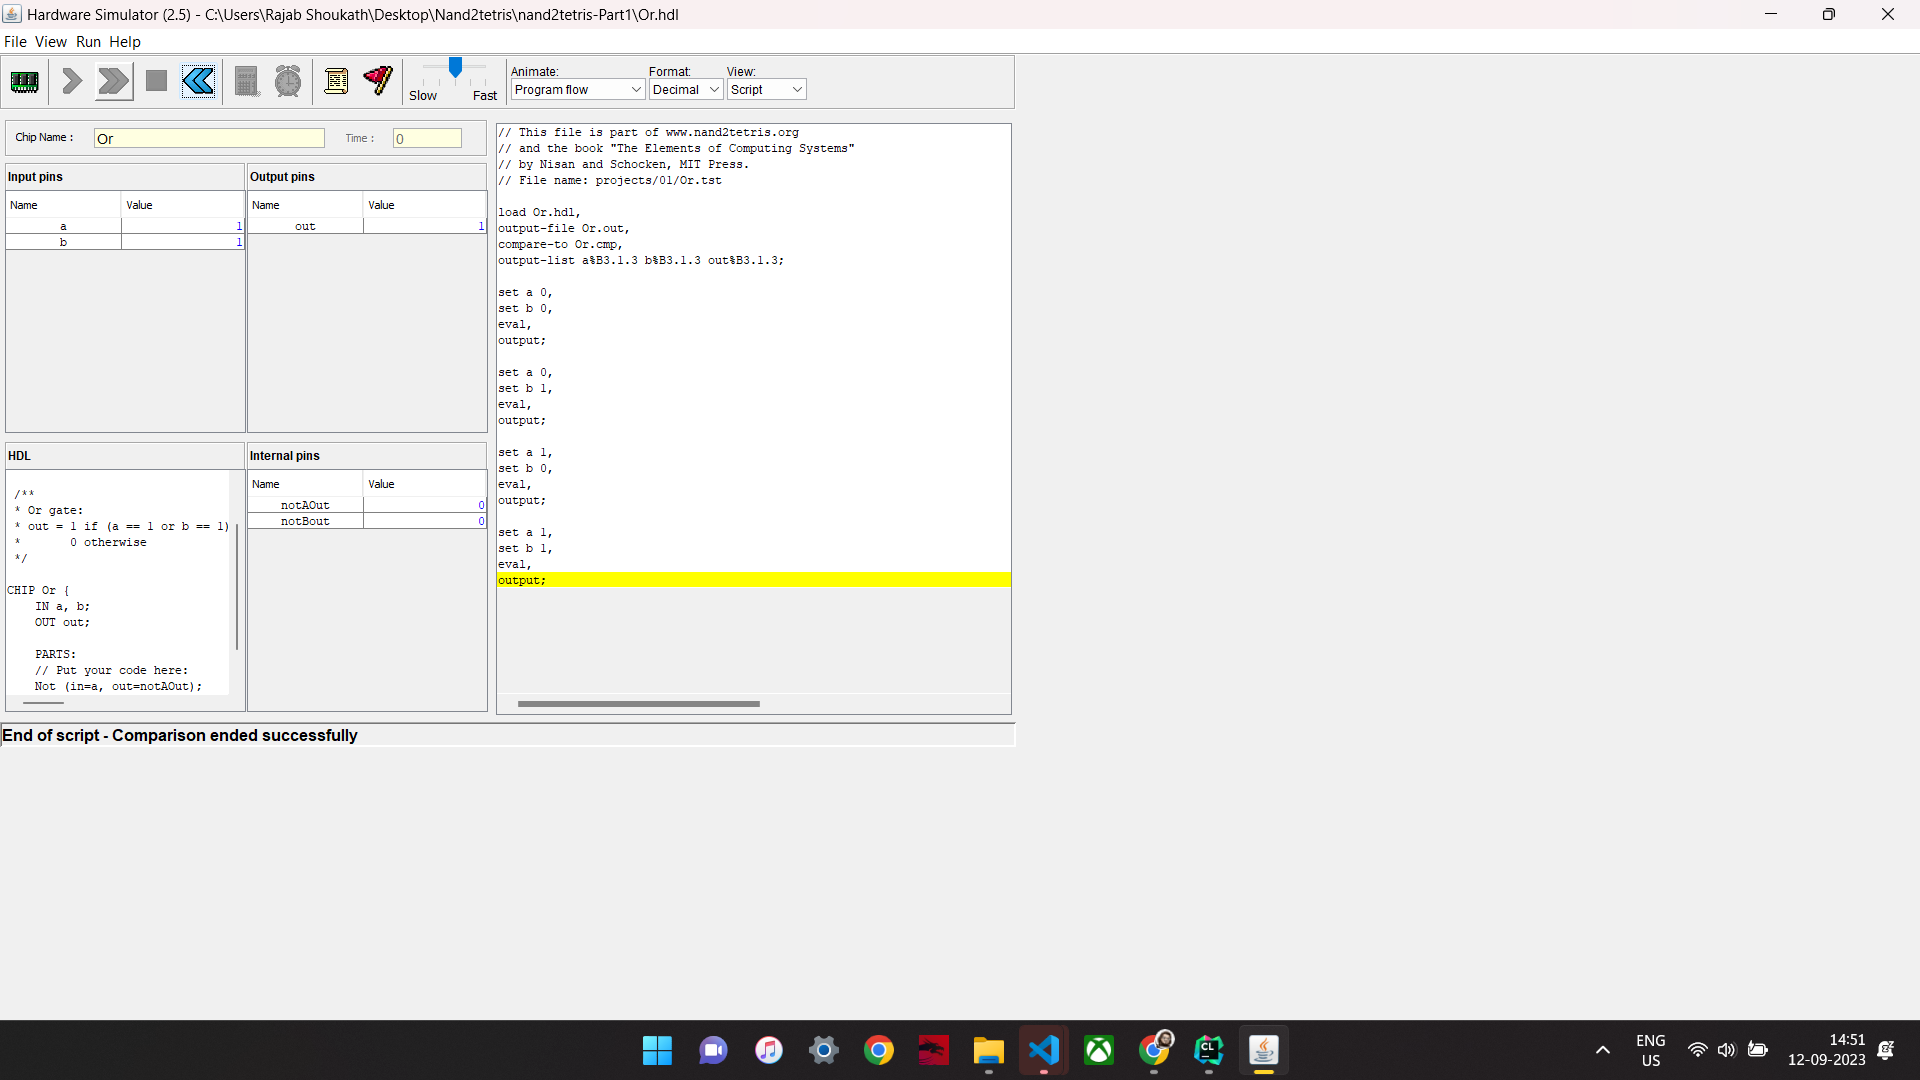 Hardware Simulator (2.5) - C:\Users\Rajab Shoukath\Desktop\Nand2tetris\nand2tetris-Part1\Or.hdl
File View Run Help
Slow Fast
Animate: Format: View:
Program flow Decimal Script
Chip Name : Or Time : 0
Input pins
Name Value
a 1
b 1
Output pins
Name Value
out 1
HDL
/**
* Or gate:
* out = 1 if (a == 1 or b == 1)
* 0 otherwise
*/
CHIP Or {
IN a, b;
OUT out;
PARTS:
// Put your code here:
Not (in=a, out=notAOut);
Internal pins
Name Value
notAOut 0
notBout 0
// This file is part of www.nand2tetris.org
// and the book "The Elements of Computing Systems"
// by Nisan and Schocken, MIT Press.
// File name: projects/01/Or.tst
load Or.hdl,
output-file Or.out,
compare-to Or.cmp,
output-list a%B3.1.3 b%B3.1.3 out%B3.1.3;
set a 0,
set b 0,
eval,
output;
set a 0,
set b 1,
eval,
output;
set a 1,
set b 0,
eval,
output;
set a 1,
set b 1,
eval,
output;
End of script - Comparison ended successfully
CL
ENG
US
14:51
12-09-2023